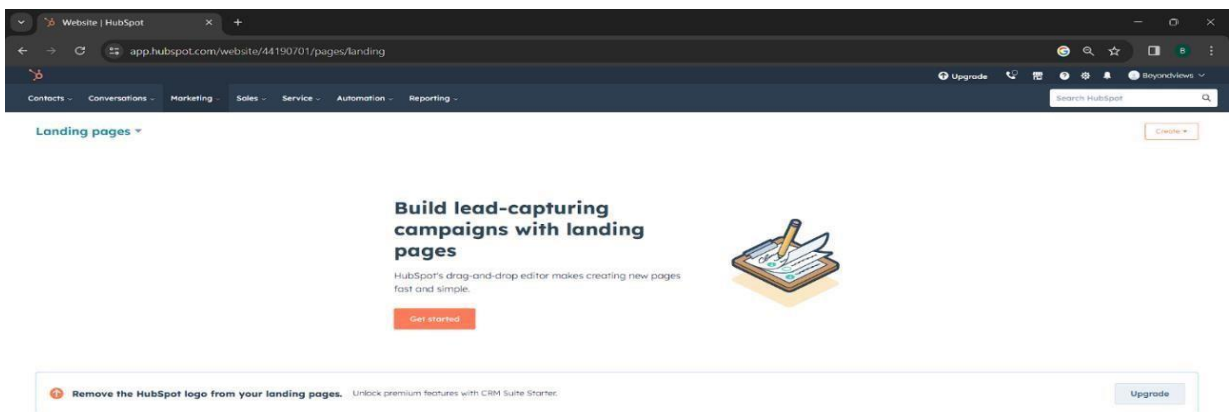 Website | HubSpot
app.hubspot.com/website/44190701/pages/landing
B
Upgrade
Beyondviews
Contacts
Conversations
Marketing
Sales
Service
Automation
Reporting
Search HubSpot
Landing pages
Create
Build lead-capturing
campaigns with landing
pages
HubSpot's drag-and-drop editor makes creating new pages
fast and simple.
Get started
Remove the HubSpot logo from your landing pages. Unlock premium features with CRM Suite Starter.
Upgrade